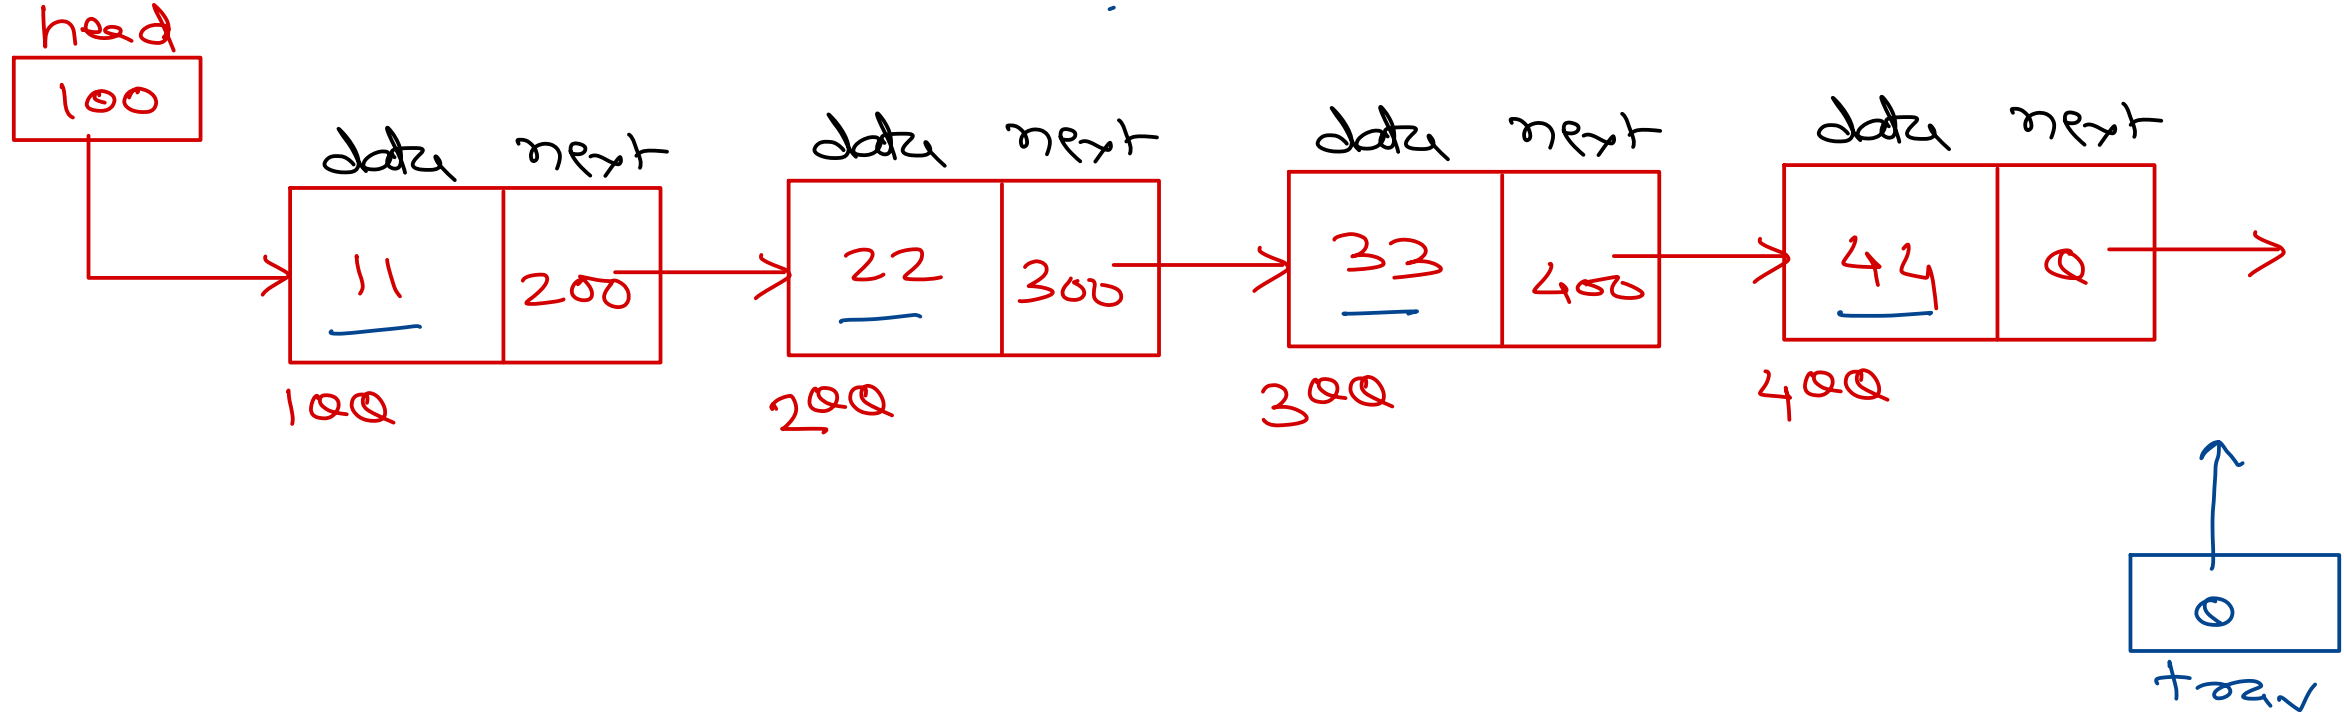 head
100
data next data next data next data next
11 200 22 300 33 400 44 0
100 200 300 400
0
trav